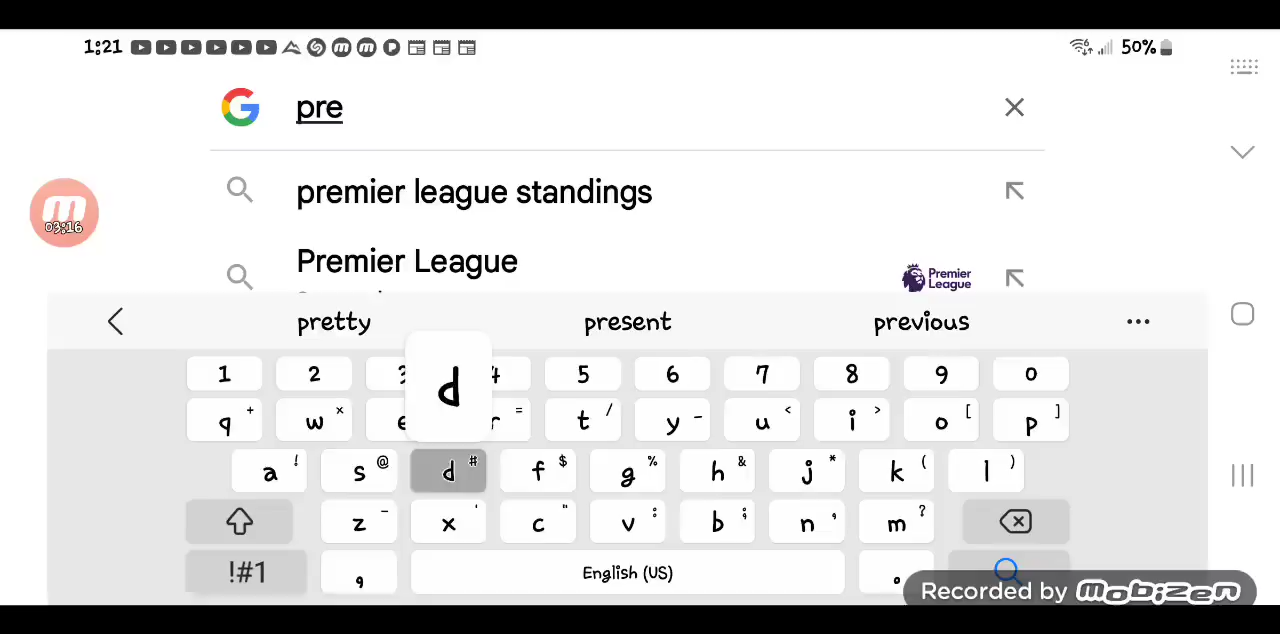 1:21 50%
pre
03:16
premier league standings
Premier League
Premier League
pretty present previous
1 2 3 4 5 6 7 8 9 0
q + w × e r = t / y - u < i > o [ p ]
d
a ! s @ d # f $ g % h & j * k ( l )
z - x ' c " v : b ; n , m ?
!#1 , English (US) .
Recorded by mobizen